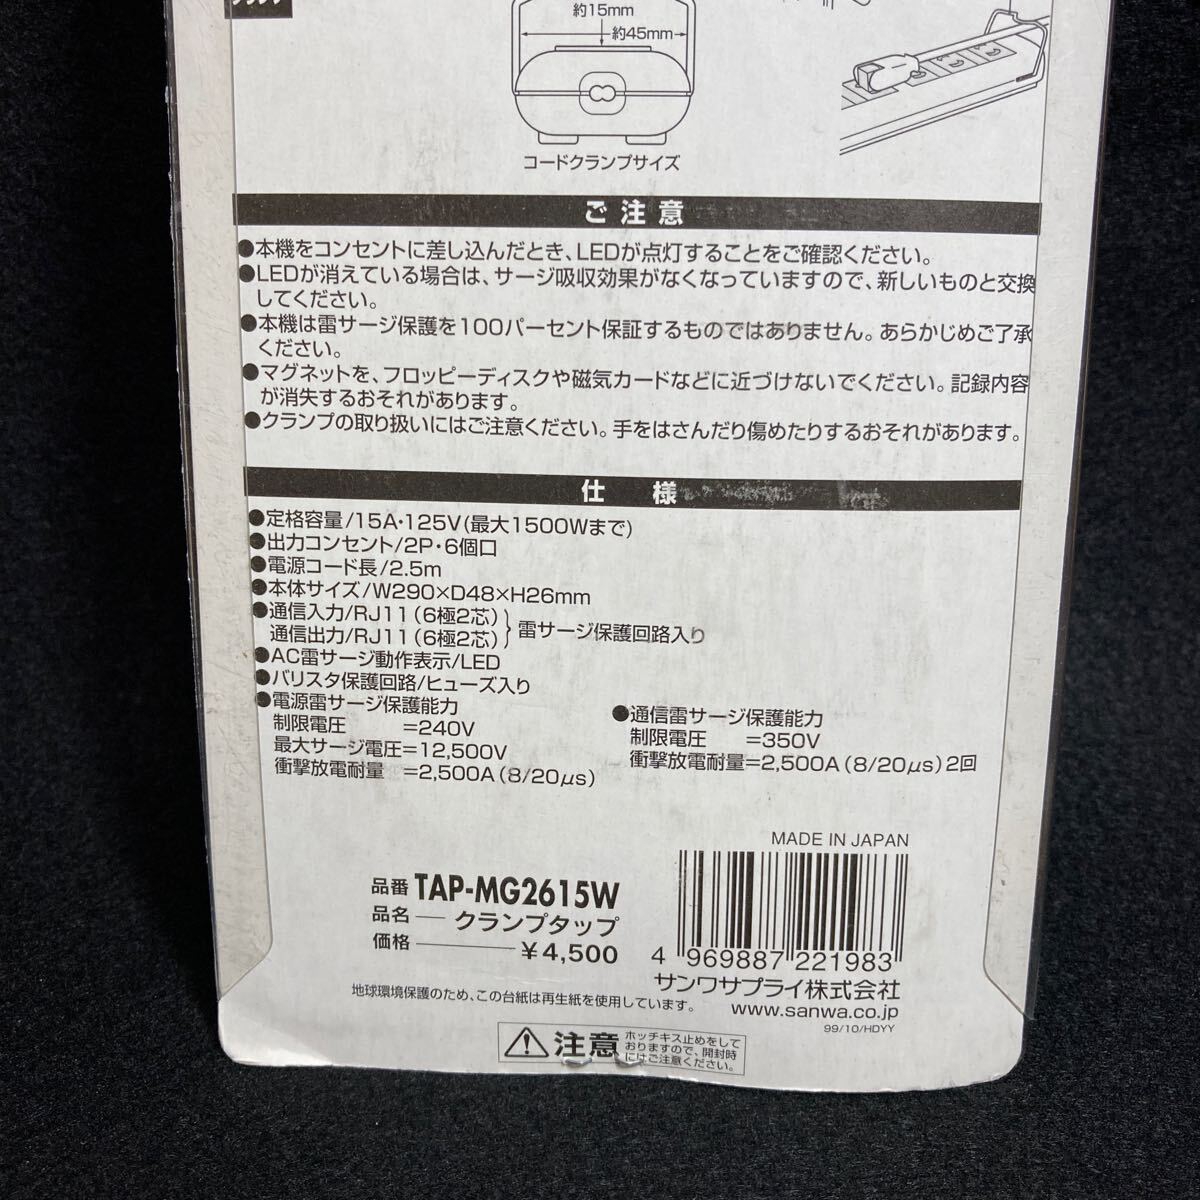 約15mm
約45mm
コードクランプサイズ
ご注意
●本機をコンセントに差し込んだとき、LEDが点灯することをご確認ください。
●LEDが消えている場合は、サージ吸収効果がなくなっていますので、新しいものと交換
してください。
●本機は雷サージ保護を100パーセント保証するものではありません。あらかじめご了承
ください。
●マグネットを、フロッピーディスクや磁気カードなどに近づけないでください。記録内容
が消失するおそれがあります。
●クランプの取り扱いにはご注意ください。手をはさんだり傷めたりするおそれがあります。
仕様
●定格容量/15A・125V(最大1500Wまで)
●出力コンセント/2P・6個口
●電源コード長/2.5m
●本体サイズ/W290×D48×H26mm
●通信入力/RJ11(6極2芯)
通信出力/RJ11(6極2芯)
}雷サージ保護回路入り
●AC雷サージ動作表示/LED
●バリスタ保護回路/ヒューズ入り
●電源雷サージ保護能力
制限電圧 =240V
最大サージ電圧=12,500V
衝撃放電耐量 =2,500A(8/20μs)
●通信雷サージ保護能力
制限電圧 =350V
衝撃放電耐量=2,500A(8/20μs)2回
MADE IN JAPAN
品番 TAP-MG2615W
品名 ― クランプタップ
価格 ――― ¥4,500
4 969887 221983
サンワサプライ株式会社
www.sanwa.co.jp
99/10/HDYY
地球環境保護のため、この台紙は再生紙を使用しています。
注意
ホッチキス止めをして
おりますので、開封時
にはご注意ください。